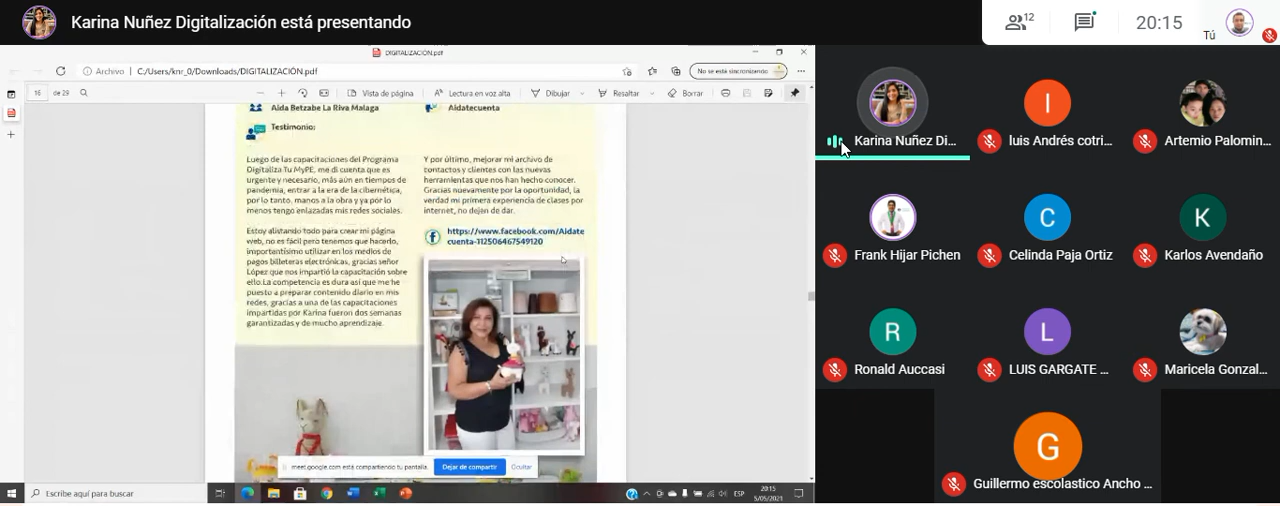 Karina Nuñez Digitalización está presentando
12
20:15
Tú
DIGITALIZACIÓN.pdf
Archivo
C:/Users/knr_0/Downloads/DIGITALIZACIÓN.pdf
No se está sincronizando
16
de 29
Vista de página
Lectura en voz alta
Dibujar
Resaltar
Borrar
Aida Betzabe La Riva Malaga
Aidatecuenta
Testimonio:
Luego de las capacitaciones del Programa
Digitaliza Tu MyPE, me di cuenta que es
urgente y necesario, más aún en tiempos de
pandemia, entrar a la era de la cibernética,
por lo tanto, manos a la obra y ya por lo
menos tengo enlazadas mis redes sociales.
Estoy alistando todo para crear mi página
web, no es fácil pero tenemos que hacerlo,
importantísimo utilizar en los medios de
pagos billeteras electrónicas, gracias señor
López que nos impartió la capacitación sobre
ello.La competencia es dura así que me he
puesto a preparar contenido diario en mis
redes, gracias a una de las capacitaciones
impartidas por Karina fueron dos semanas
garantizadas y de mucho aprendizaje.
Y por último, mejorar mi archivo de
contactos y clientes con las nuevas
herramientas que nos han hecho conocer.
Gracias nuevamente por la oportunidad, la
verdad mi primera experiencia de clases por
internet, no dejen de dar.
https://www.facebook.com/Aidate
cuenta-112506467549120
meet.google.com está compartiendo tu pantalla.
Dejar de compartir
Ocultar
Escribe aquí para buscar
ESP
20:15
5/05/2021
Karina Nuñez Di...
I
luis Andrés cotri...
Artemio Palomin...
Frank Hijar Pichen
C
Celinda Paja Ortiz
K
Karlos Avendaño
R
Ronald Auccasi
L
LUIS GARGATE ...
Maricela Gonzal...
G
Guillermo escolastico Ancho ...